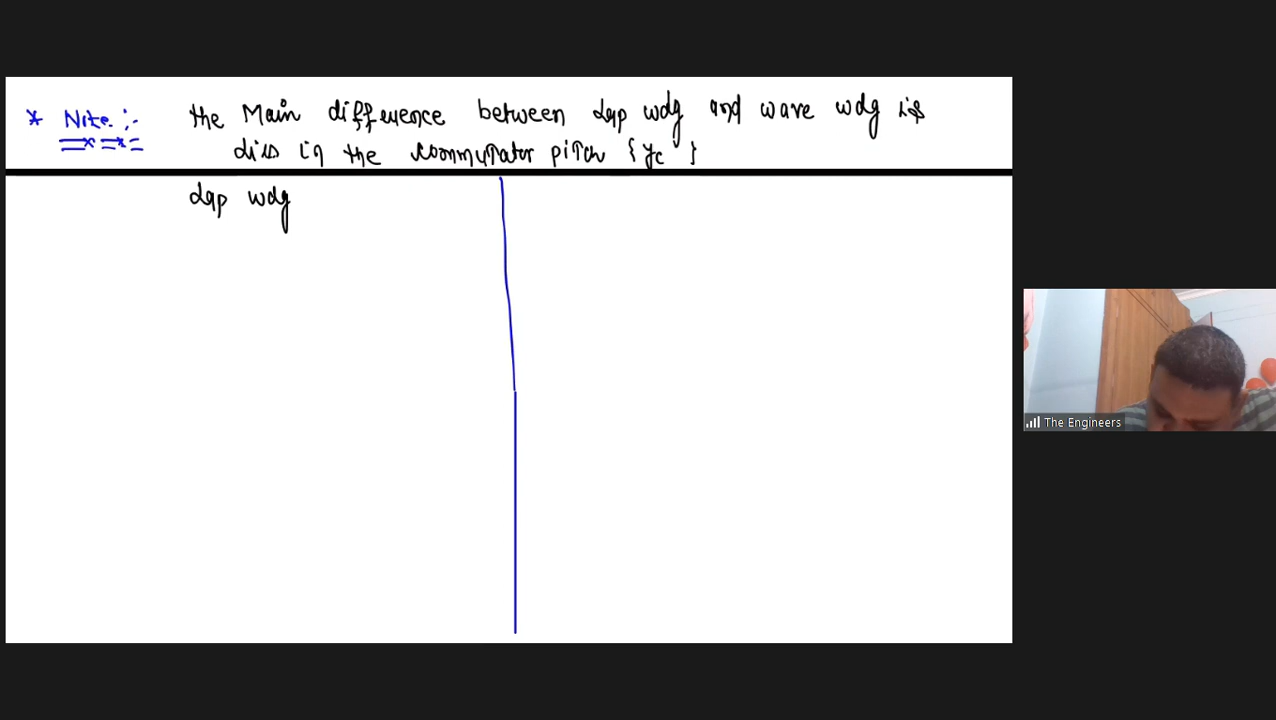 * Note :-
the Main difference between Lap wdg and wave wdg is
dies in the commutator pitch { yc }
Lap wdg
The Engineers